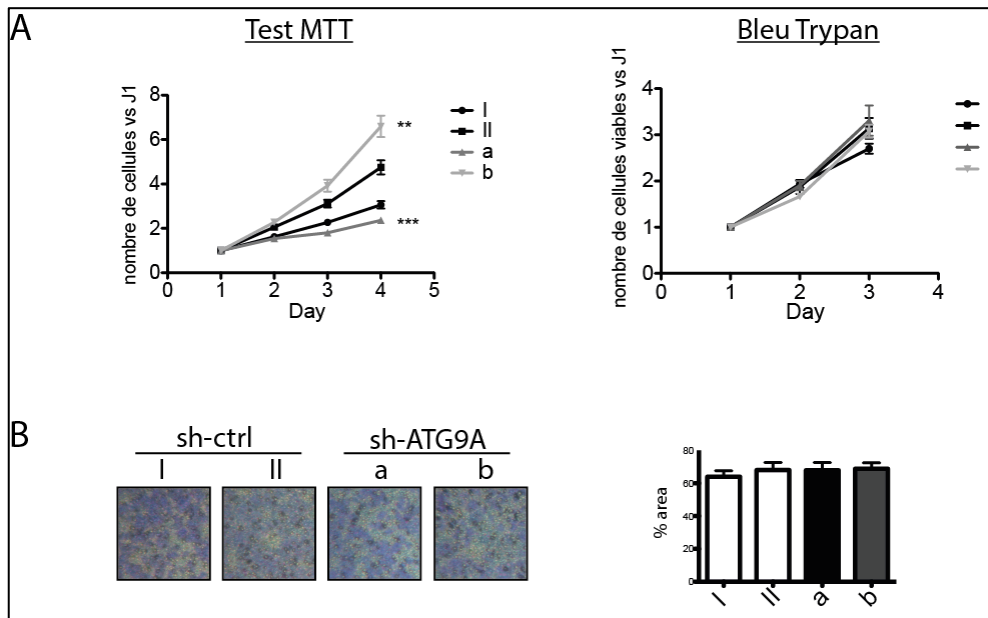 A
Test MTT
nombre de cellules vs J1
8
6
4
2
0
0 1 2 3 4 5
Day
I
II
a
b
**
***
Bleu Trypan
nombre de cellules viables vs J1
4
3
2
1
0
0 1 2 3 4
Day
B
sh-ctrl sh-ATG9A
I II a b
% area
80
60
40
20
0
I II a b